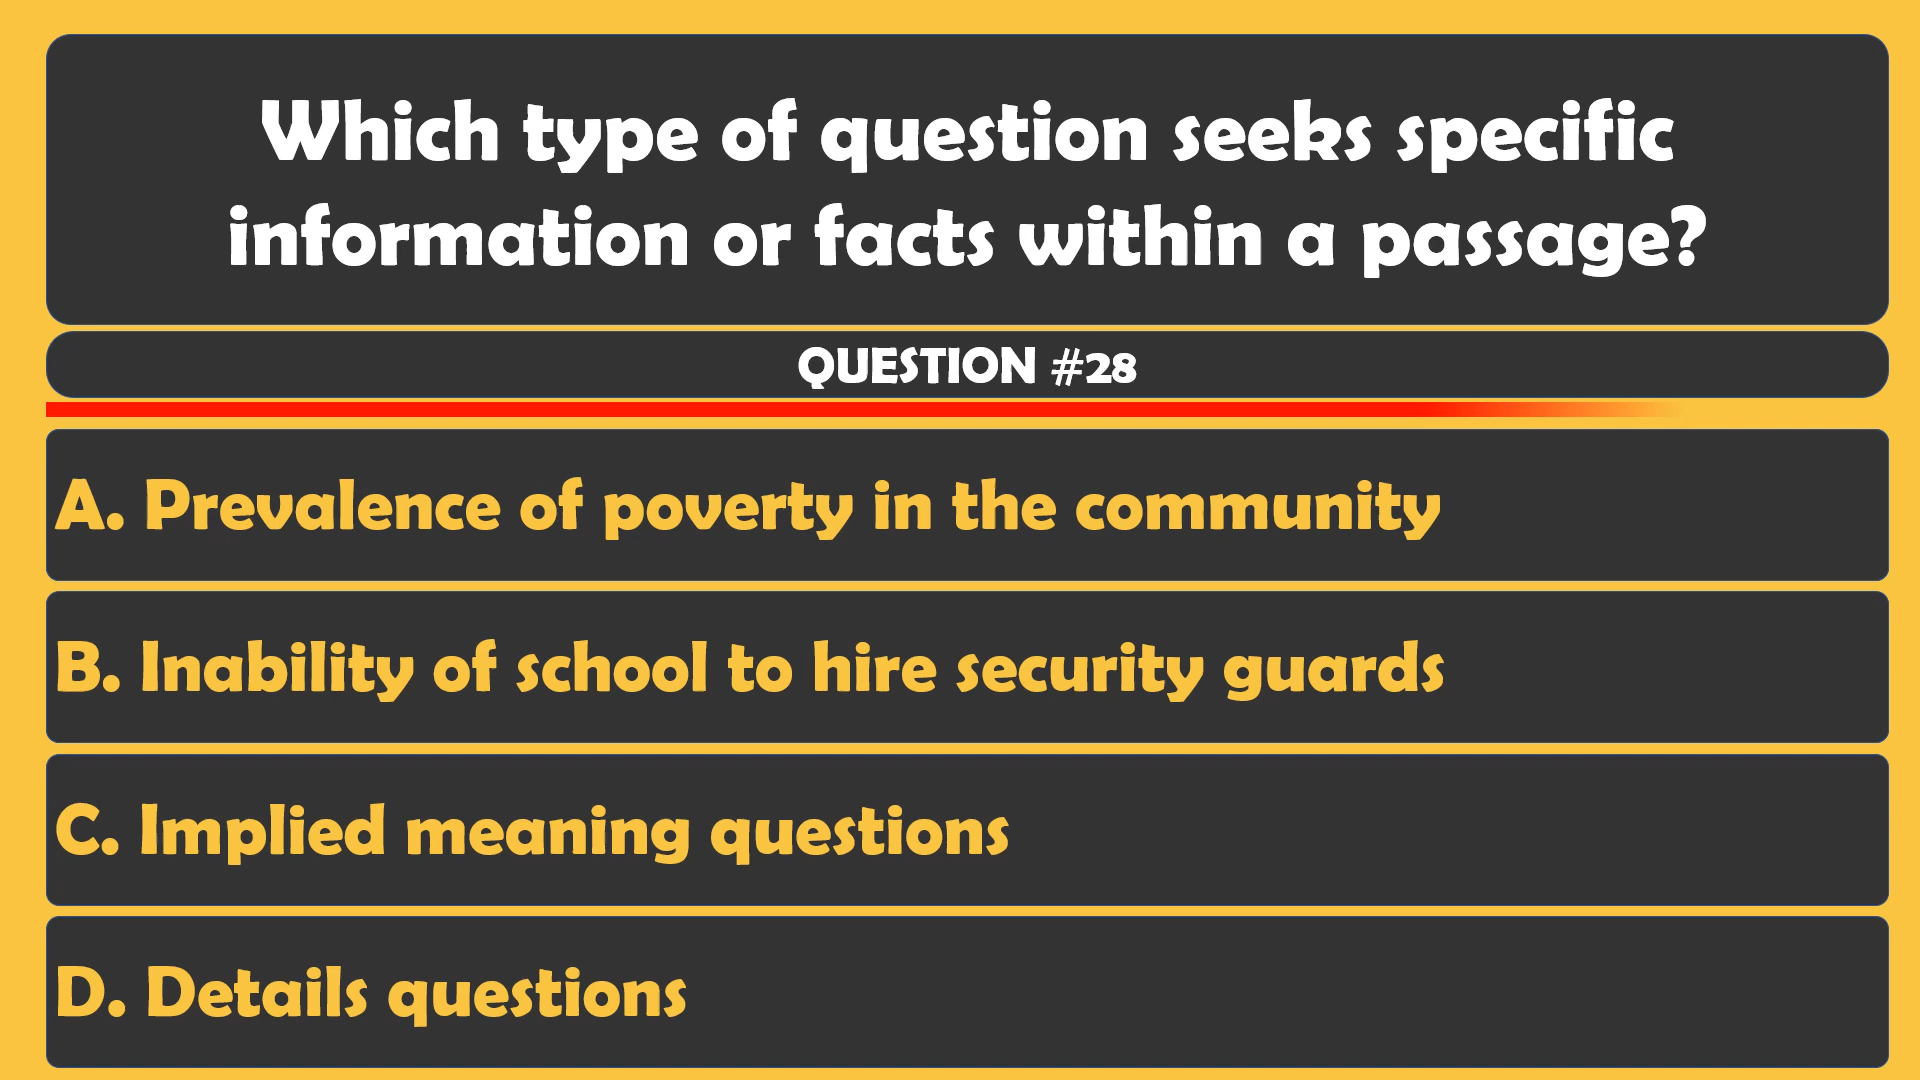 Which type of question seeks specific
information or facts within a passage?
QUESTION #28
A. Prevalence of poverty in the community
B. Inability of school to hire security guards
C. Implied meaning questions
D. Details questions